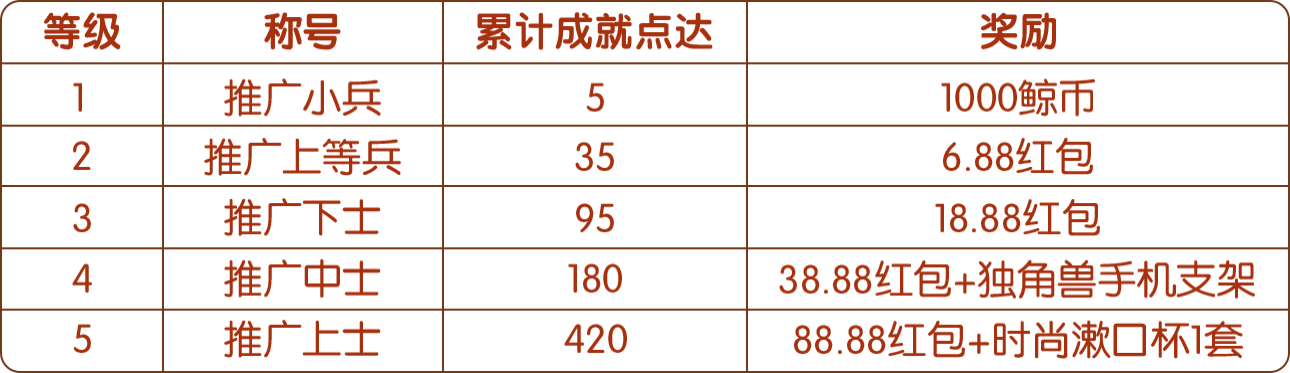 等级 称号 累计成就点达 奖励
1 推广小兵 5 1000鲸币
2 推广上等兵 35 6.88红包
3 推广下士 95 18.88红包
4 推广中士 180 38.88红包+独角兽手机支架
5 推广上士 420 88.88红包+时尚漱口杯1套